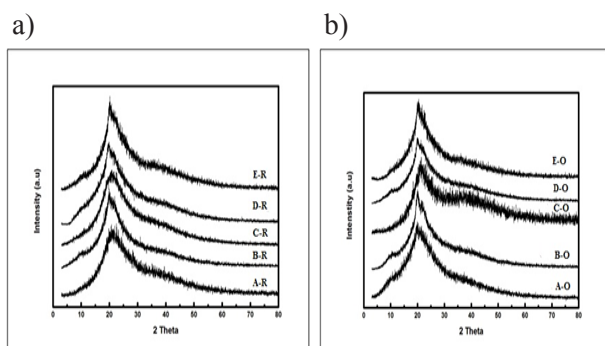 a)
b)
Intensity (a.u)
E-R
D-R
C-R
B-R
A-R
0 10 20 30 40 50 60 70 80
2 Theta
Intenstity (a.u)
E-O
D-O
C-O
B-O
A-O
0 10 20 30 40 50 60 70 80
2 Theta